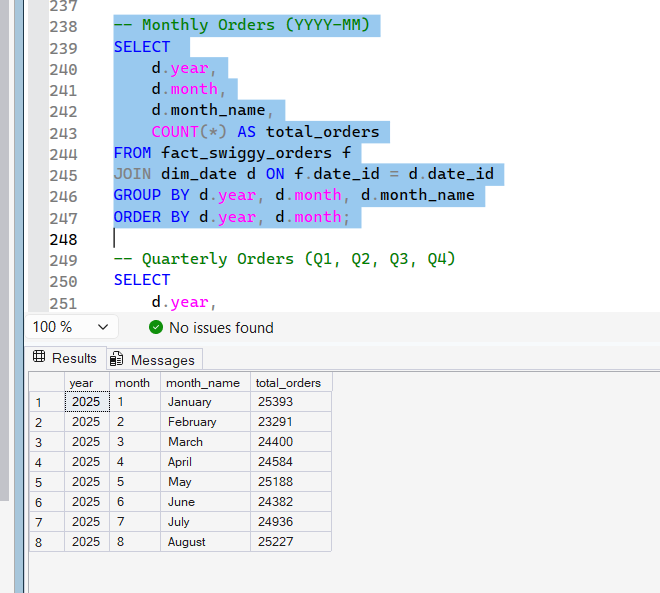 237
238 -- Monthly Orders (YYYY-MM)
239 SELECT
240 d.year,
241 d.month,
242 d.month_name,
243 COUNT(*) AS total_orders
244 FROM fact_swiggy_orders f
245 JOIN dim_date d ON f.date_id = d.date_id
246 GROUP BY d.year, d.month, d.month_name
247 ORDER BY d.year, d.month;
248
249 -- Quarterly Orders (Q1, Q2, Q3, Q4)
250 SELECT
251 d.year,
100 % No issues found
Results Messages
year month month_name total_orders
1 2025 1 January 25393
2 2025 2 February 23291
3 2025 3 March 24400
4 2025 4 April 24584
5 2025 5 May 25188
6 2025 6 June 24382
7 2025 7 July 24936
8 2025 8 August 25227